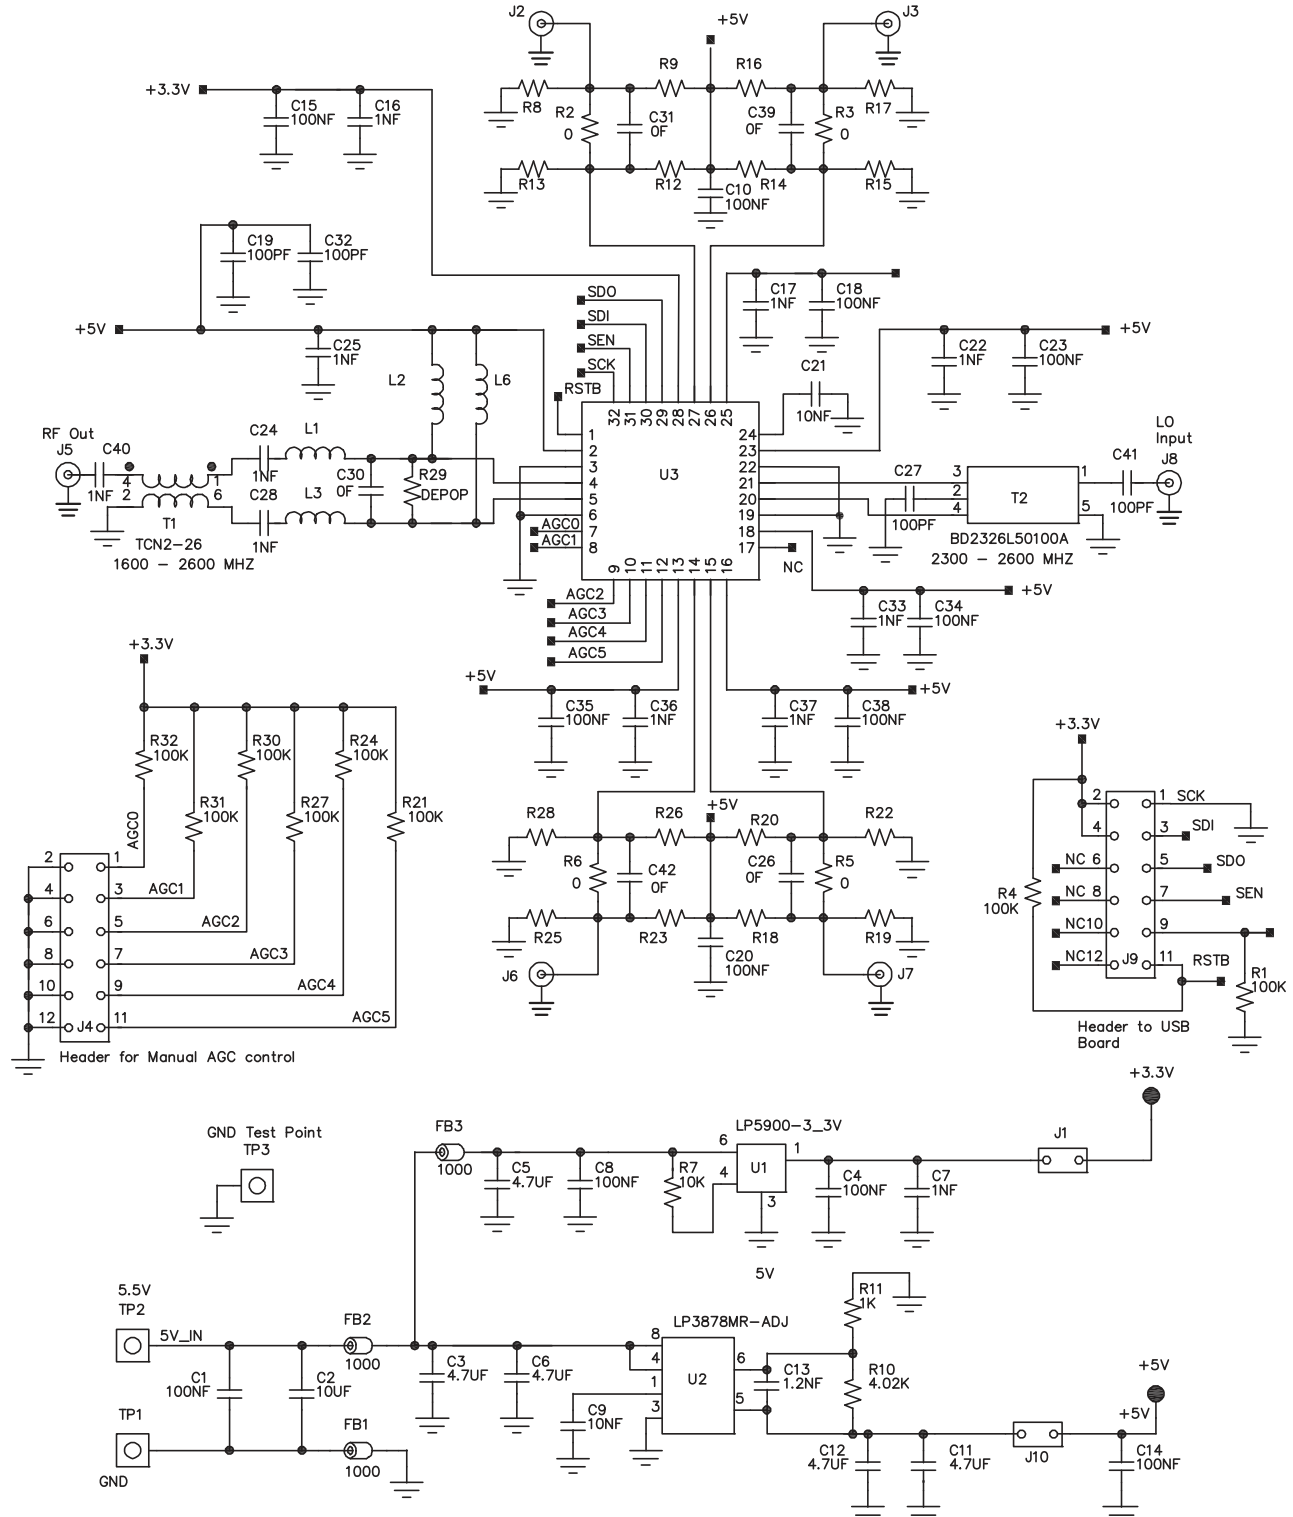 J2
J3
+5V
+3.3V
C15
100NF
C16
1NF
R8
R9
R16
R17
R2
0
C31
0F
C39
0F
R3
0
R13
R12
R14
R15
C10
100NF
C19
100PF
C32
100PF
+5V
C25
1NF
L2
L6
SDO
SDI
SEN
SCK
RSTB
C17
1NF
C18
100NF
C21
10NF
C22
1NF
C23
100NF
+5V
32
31
30
29
28
27
26
25
1
2
3
4
5
6
7
8
U3
24
23
22
21
20
19
18
17
9
10
11
12
13
14
15
16
RF Out
J5
C40
1NF
4
2
1
6
T1
TCN2-26
1600 - 2600 MHZ
C24
1NF
L1
C28
1NF
L3
C30
0F
R29
DEPOP
AGC0
AGC1
NC
C27
100PF
3
2
4
T2
1
5
BD2326L50100A
2300 - 2600 MHZ
C41
100PF
LO
Input
J8
AGC2
AGC3
AGC4
AGC5
+5V
C33
1NF
C34
100NF
+5V
C35
100NF
C36
1NF
+5V
C37
1NF
C38
100NF
+3.3V
R32
100K
R30
100K
R24
100K
R31
100K
R27
100K
R21
100K
AGC0
2
1
4
3
AGC1
6
5
AGC2
8
7
AGC3
10
9
AGC4
12
J4
11
AGC5
Header for Manual AGC control
R28
R26
+5V
R20
R22
R6
0
C42
0F
C26
0F
R5
0
R25
R23
R18
R19
C20
100NF
J6
J7
+3.3V
2
1
SCK
4
3
SDI
NC 6
5
SDO
NC 8
7
SEN
NC10
9
NC12
J9
11
RSTB
R4
100K
R1
100K
Header to USB
Board
GND Test Point
TP3
FB3
1000
C5
4.7UF
C8
100NF
R7
10K
LP5900-3_3V
6
4
U1
1
3
C4
100NF
C7
1NF
J1
+3.3V
5V
5.5V
TP2
5V_IN
C1
100NF
C2
10UF
FB2
1000
TP1
GND
FB1
1000
C3
4.7UF
C6
4.7UF
C9
10NF
LP3878MR-ADJ
8
4
1
3
U2
6
5
C13
1.2NF
R11
1K
R10
4.02K
C12
4.7UF
C11
4.7UF
J10
+5V
+5V
C14
100NF